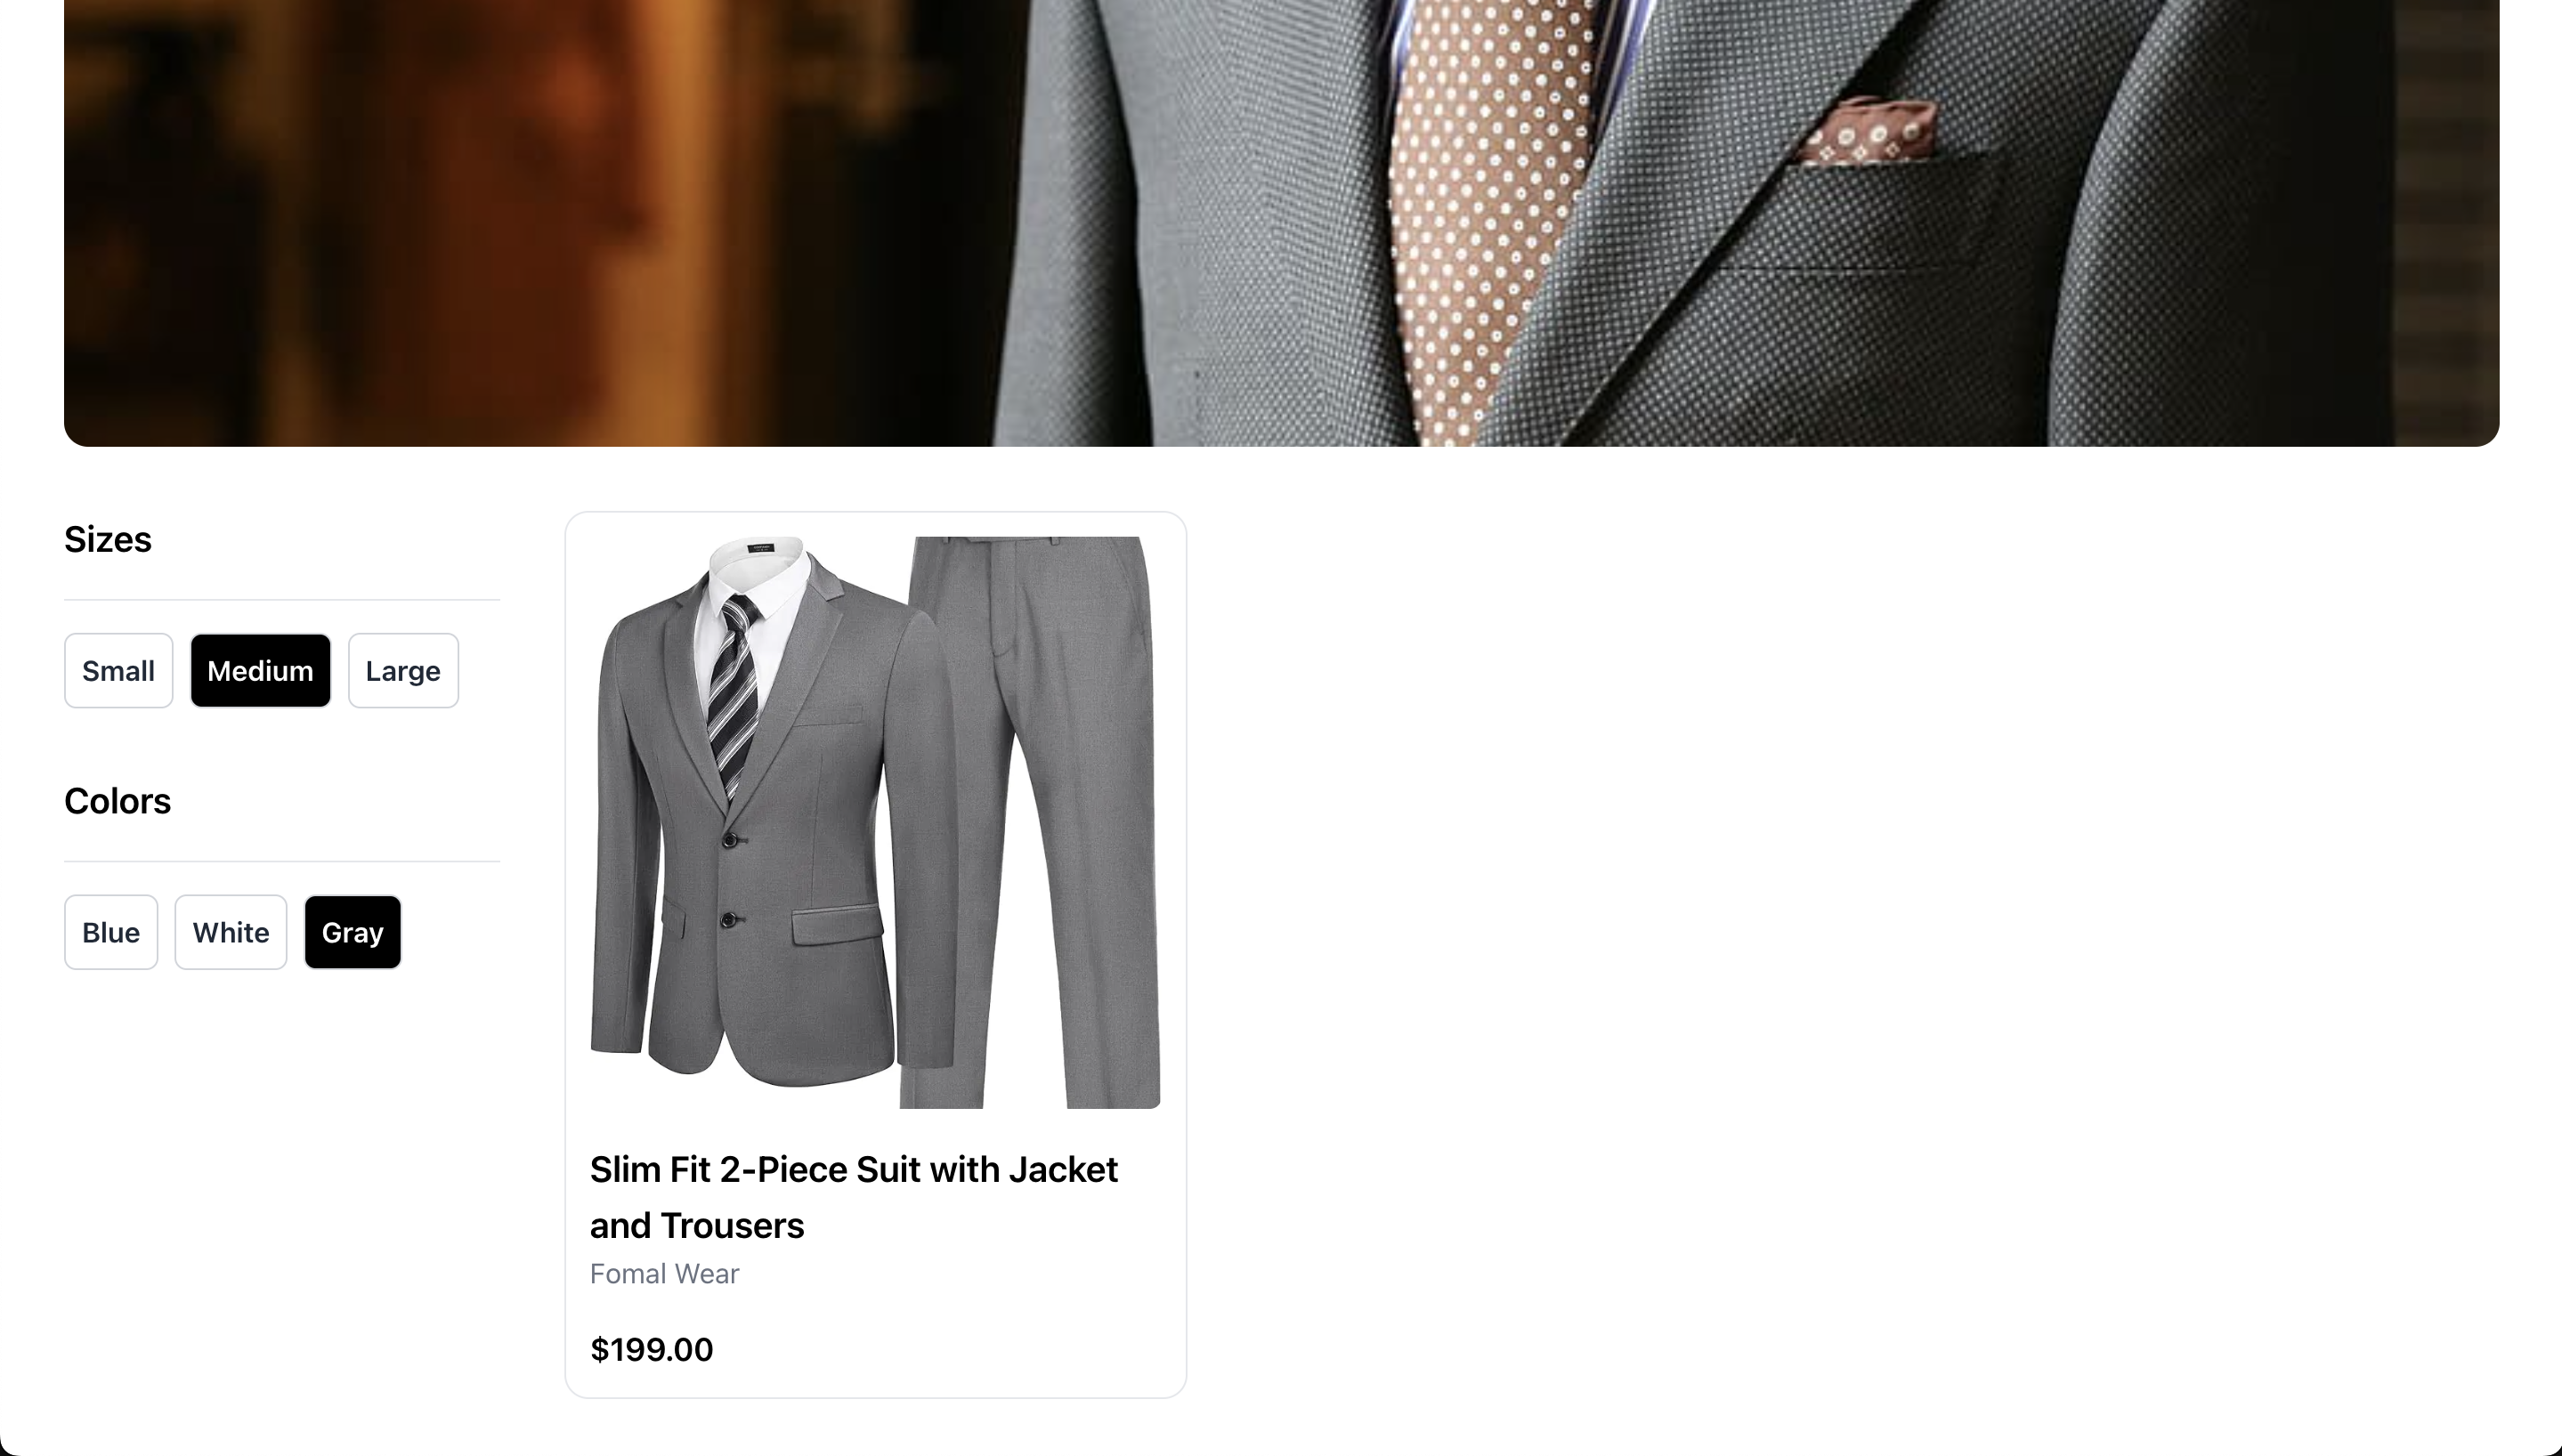 Sizes
Small
Medium
Large
Colors
Blue
White
Gray
Slim Fit 2-Piece Suit with Jacket
and Trousers
Fomal Wear
$199.00